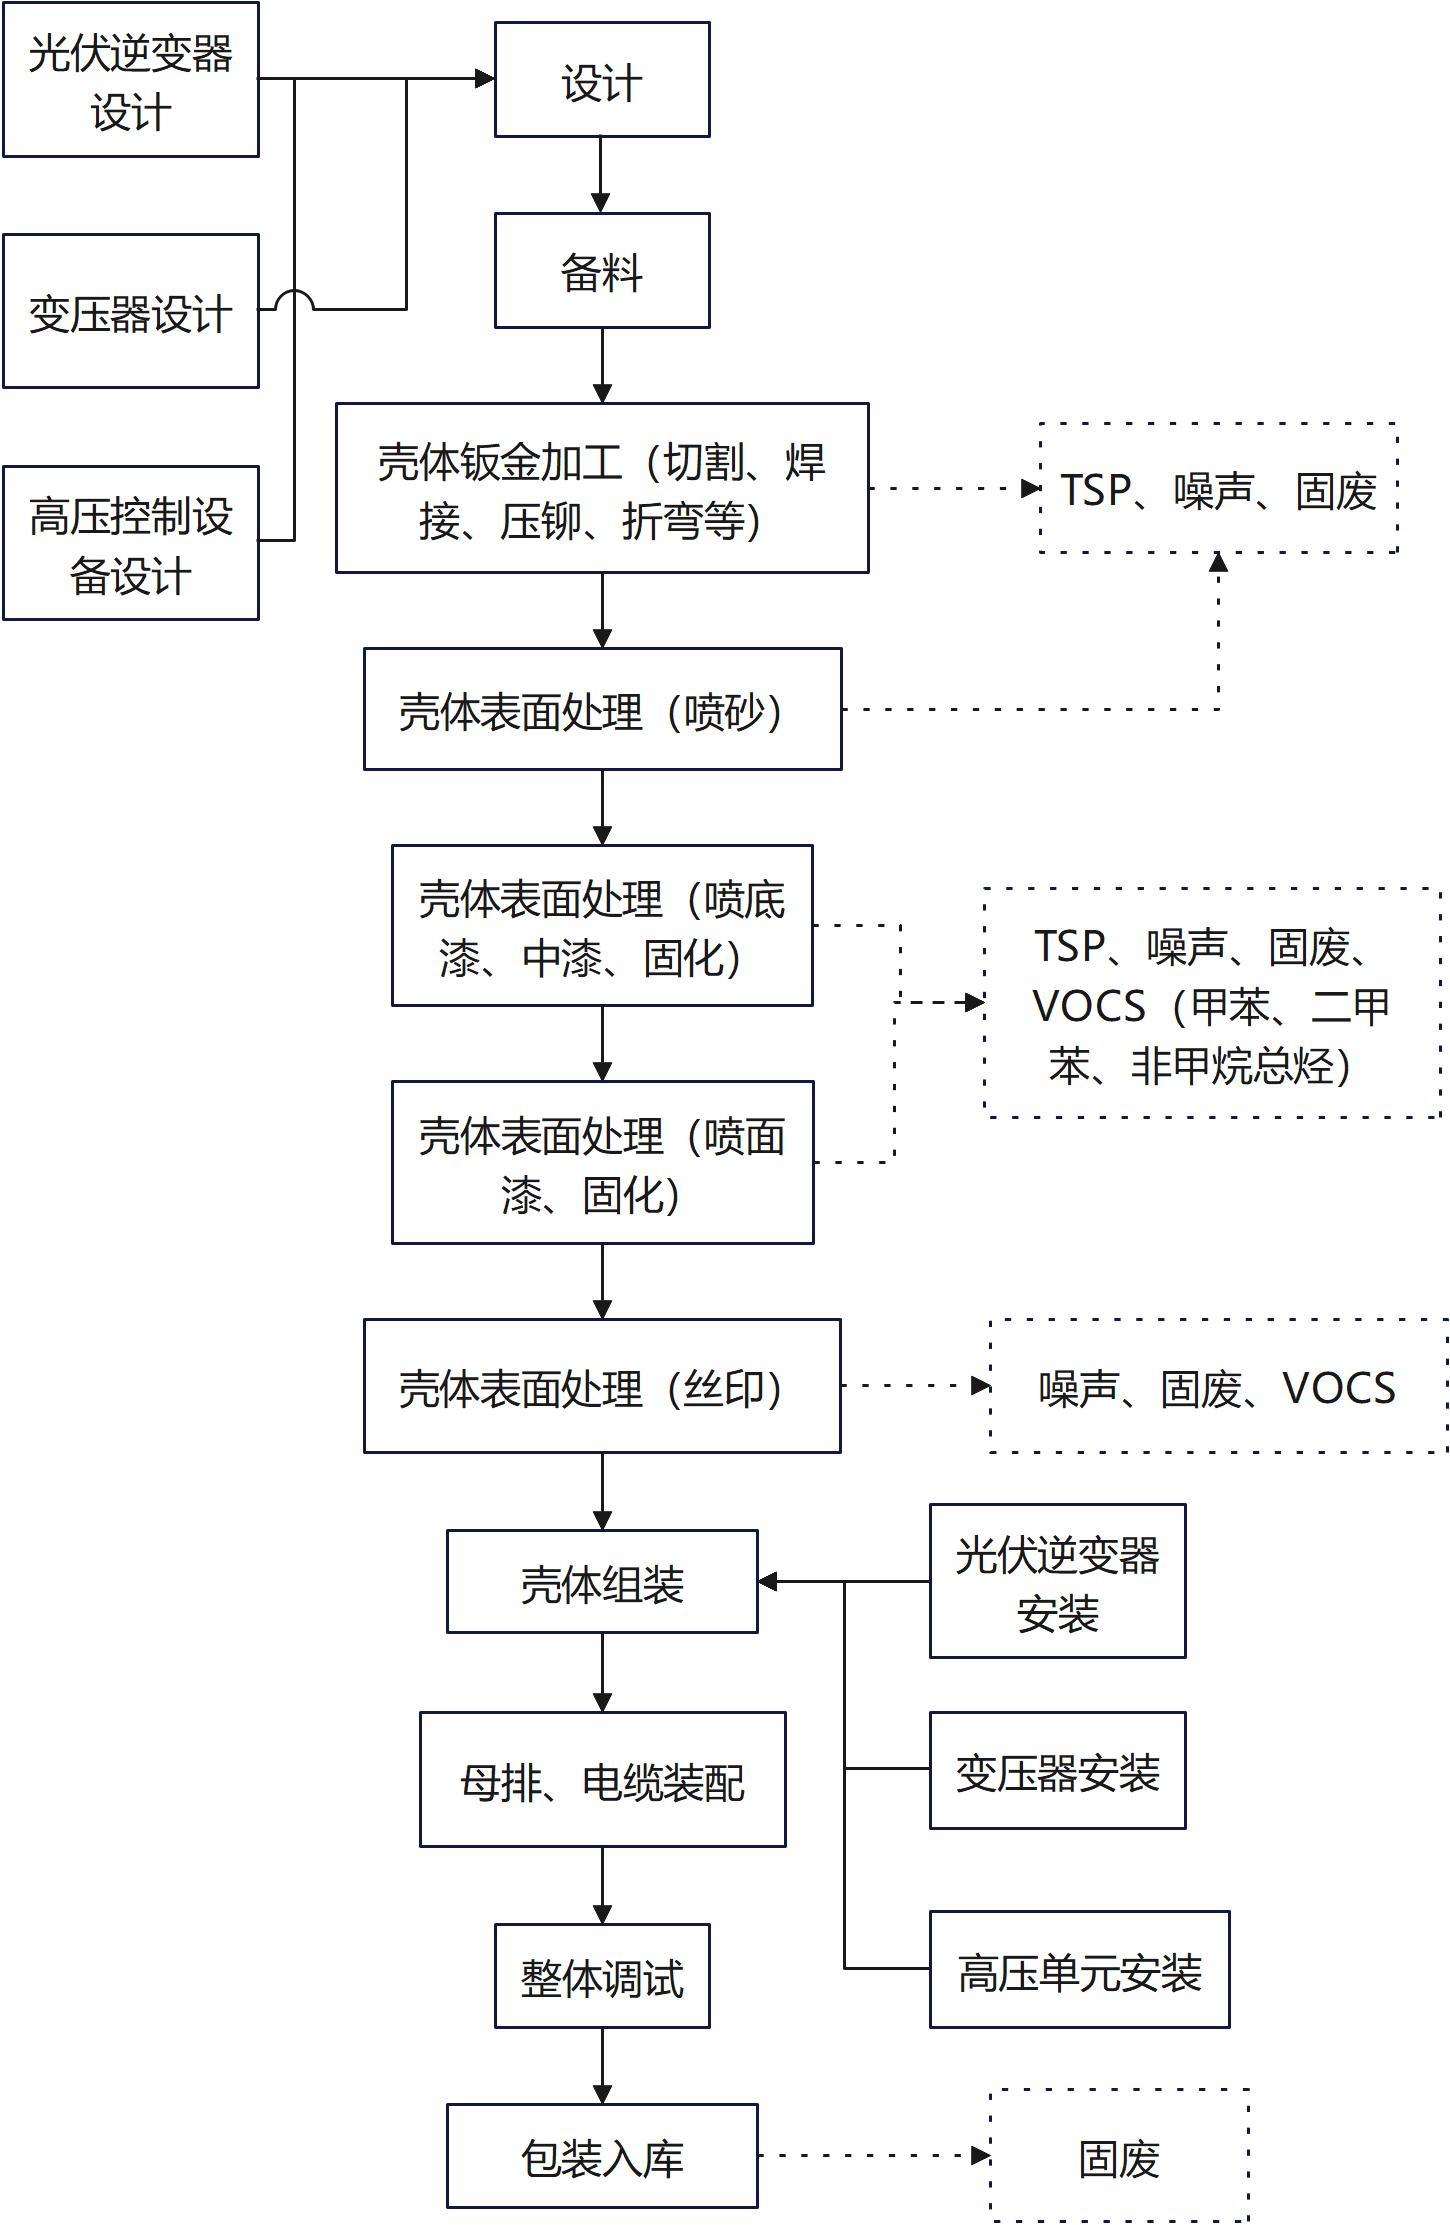 光伏逆变器
设计
设计
变压器设计
备料
高压控制设
备设计
壳体钣金加工（切割、焊
接、压铆、折弯等）
TSP、噪声、固废
壳体表面处理（喷砂）
壳体表面处理（喷底
漆、中漆、固化）
TSP、噪声、固废、
VOCS（甲苯、二甲
苯、非甲烷总烃）
壳体表面处理（喷面
漆、固化）
壳体表面处理（丝印）
噪声、固废、VOCS
壳体组装
光伏逆变器
安装
母排、电缆装配
变压器安装
整体调试
高压单元安装
包装入库
固废